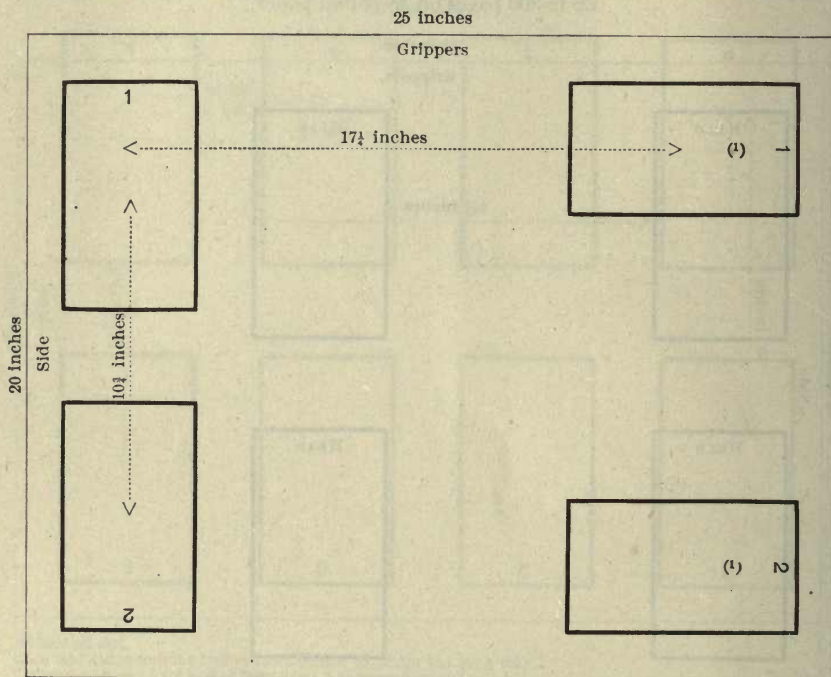 25 inches
Grippers
1
17¼ inches
(1)
1
20 inches
Side
10¾ inches
2
(1)
2